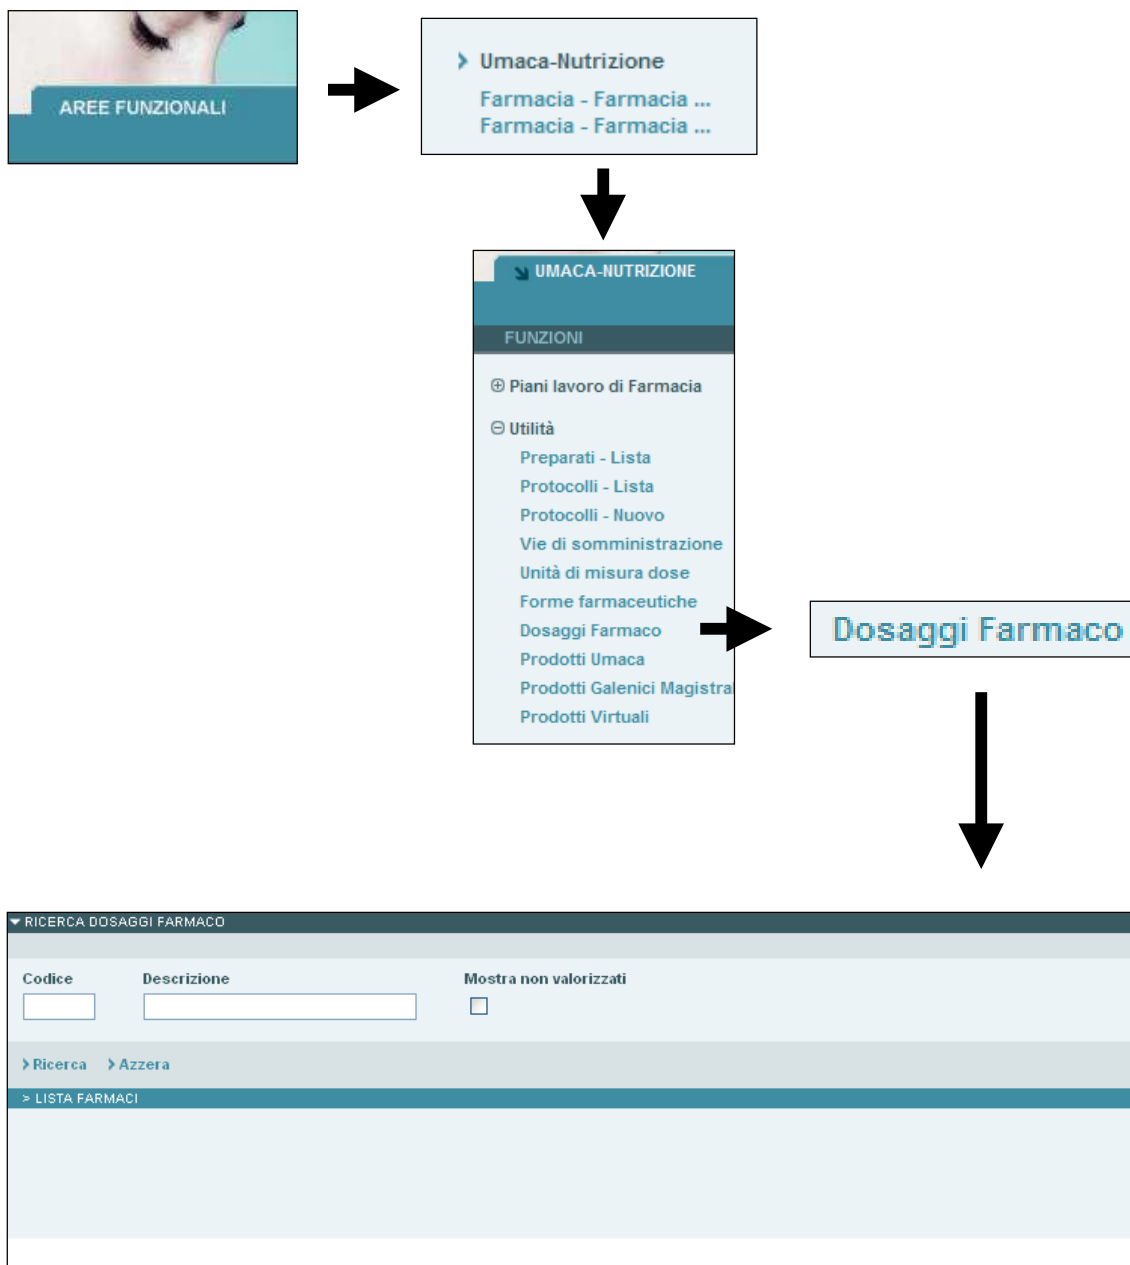 AREE FUNZIONALI
Umaca-Nutrizione
Farmacia - Farmacia ...
Farmacia - Farmacia ...
UMACA-NUTRIZIONE
FUNZIONI
Piani lavoro di Farmacia
Utilità
Preparati - Lista
Protocolli - Lista
Protocolli - Nuovo
Vie di somministrazione
Unità di misura dose
Forme farmaceutiche
Dosaggi Farmaco
Prodotti Umaca
Prodotti Galenici Magistral
Prodotti Virtuali
Dosaggi Farmaco
RICERCA DOSAGGI FARMACO
Codice Descrizione Mostra non valorizzati
> Ricerca > Azzera
> LISTA FARMACI